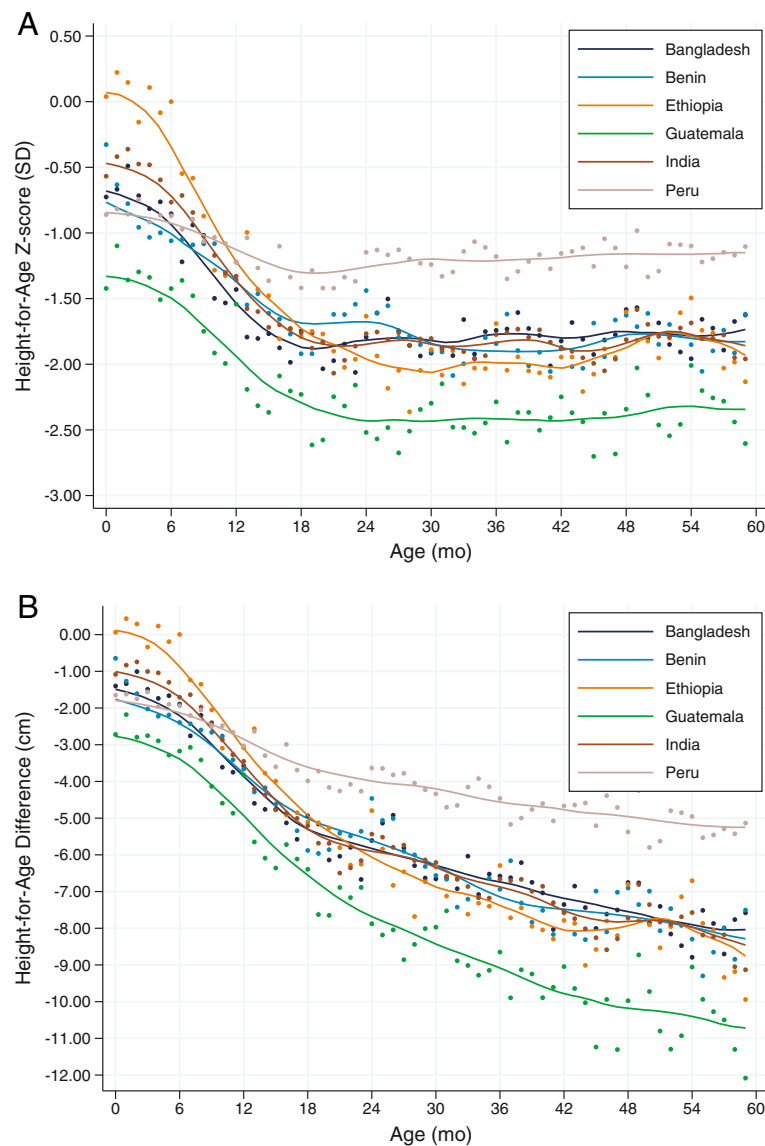 A
Height-for-Age Z-score (SD)
0.50
0.00
-0.50
-1.00
-1.50
-2.00
-2.50
-3.00
Bangladesh
Benin
Ethiopia
Guatemala
India
Peru
0 6 12 18 24 30 36 42 48 54 60
Age (mo)
B
Height-for-Age Difference (cm)
0.00
-1.00
-2.00
-3.00
-4.00
-5.00
-6.00
-7.00
-8.00
-9.00
-10.00
-11.00
-12.00
Bangladesh
Benin
Ethiopia
Guatemala
India
Peru
0 6 12 18 24 30 36 42 48 54 60
Age (mo)